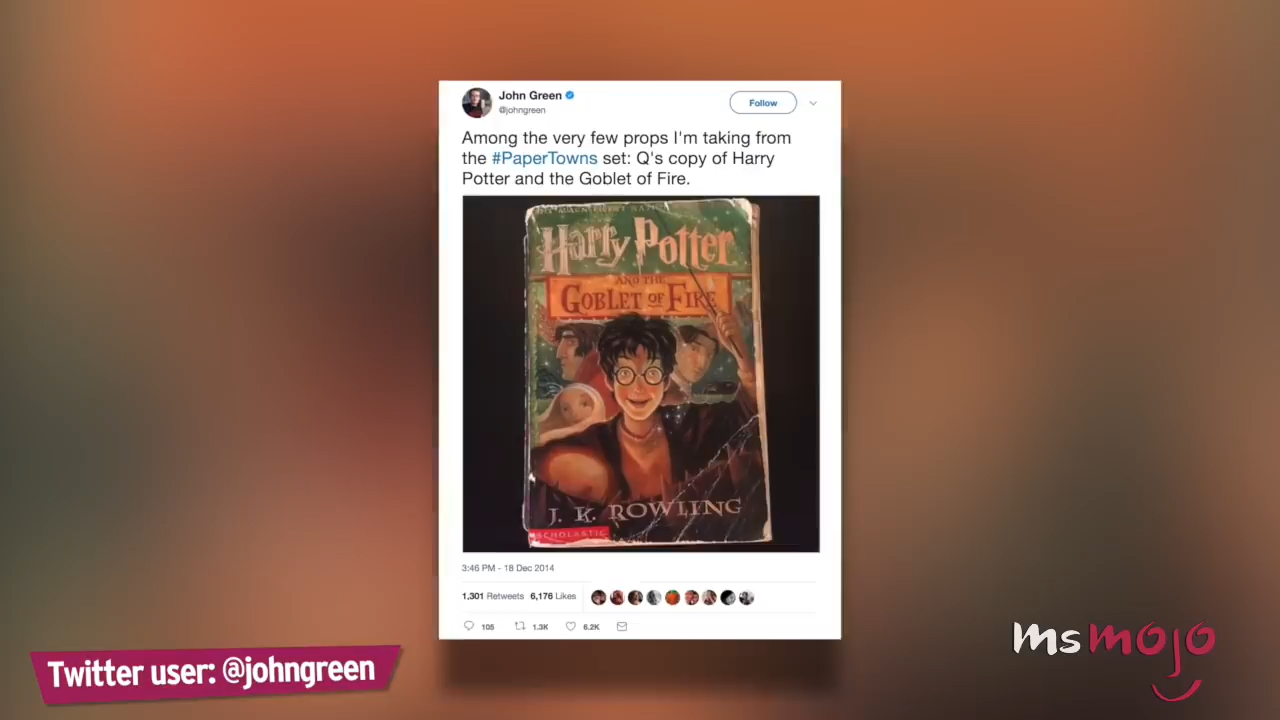 John Green
@johngreen
Follow
Among the very few props I'm taking from
the #PaperTowns set: Q's copy of Harry
Potter and the Goblet of Fire.
Harry Potter
AND THE
GOBLET OF FIRE
J. K. ROWLING
SCHOLASTIC
3:46 PM - 18 Dec 2014
1,301 Retweets 6,176 Likes
105 1.3K 6.2K
Twitter user: @johngreen
msmojo